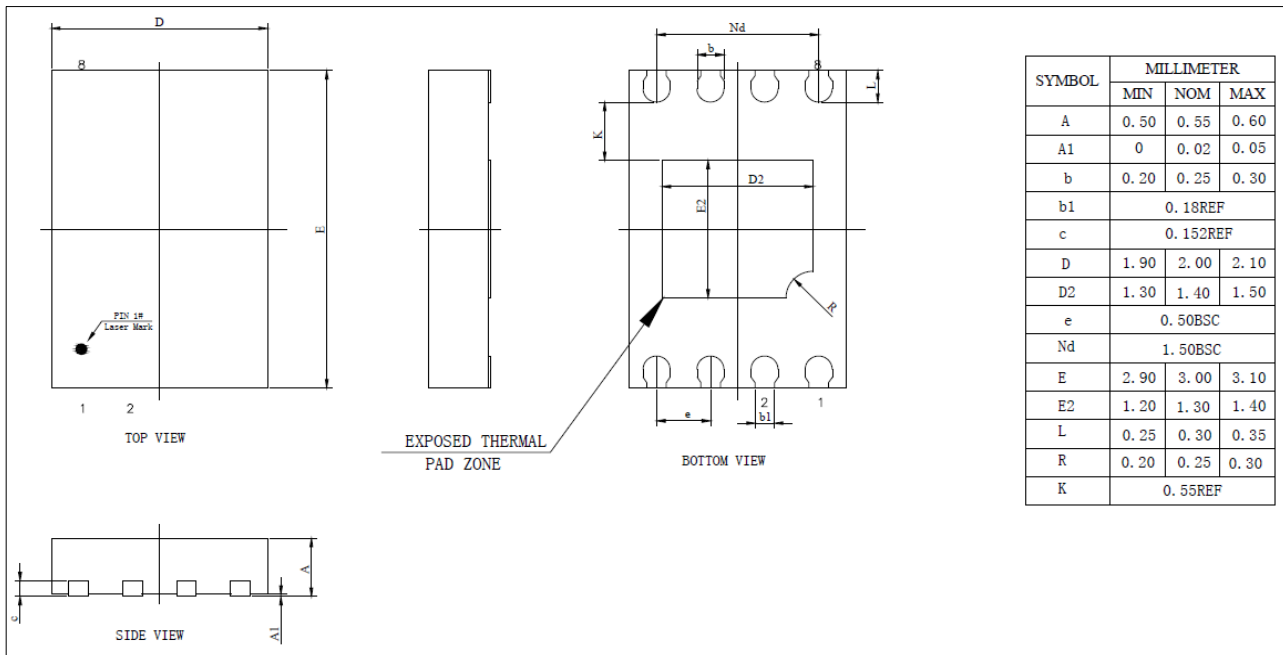 D
8
E
PIN 1#
Laser Mark
1 2
TOP VIEW
Nd
b
8
L
K
D2
E2
R
2 1
e
b1
EXPOSED THERMAL
PAD ZONE
BOTTOM VIEW
A
c
A1
SIDE VIEW
SYMBOL MILLIMETER
MIN NOM MAX
A 0.50 0.55 0.60
A1 0 0.02 0.05
b 0.20 0.25 0.30
b1 0.18REF
c 0.152REF
D 1.90 2.00 2.10
D2 1.30 1.40 1.50
e 0.50BSC
Nd 1.50BSC
E 2.90 3.00 3.10
E2 1.20 1.30 1.40
L 0.25 0.30 0.35
R 0.20 0.25 0.30
K 0.55REF